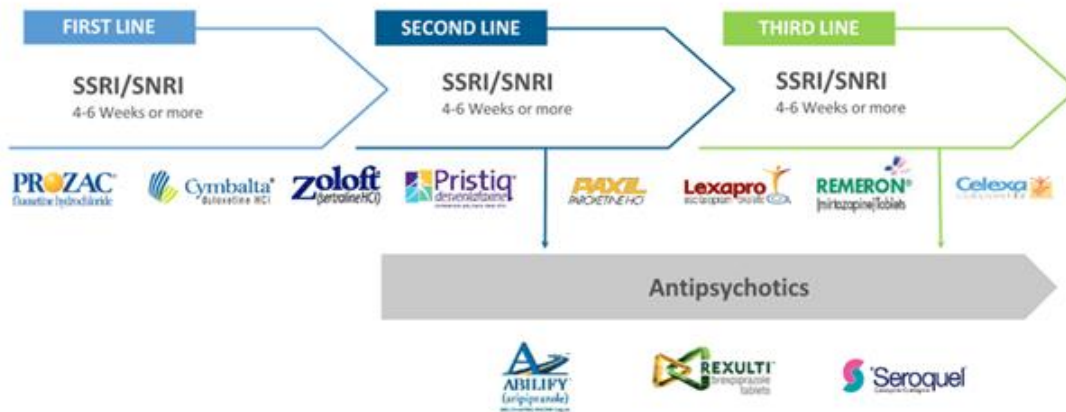 FIRST LINE
SECOND LINE
THIRD LINE
SSRI/SNRI
4-6 Weeks or more
SSRI/SNRI
4-6 Weeks or more
SSRI/SNRI
4-6 Weeks or more
PROZAC®
fluoxetine hydrochloride
Cymbalta®
duloxetine HCl
Zoloft®
(sertraline HCl)
Pristiq®
desvenlafaxine
PAXIL
PAROXETINE HCl
Lexapro
REMERON®
(mirtazapine) Tablets
Celexa
Antipsychotics
ABILIFY
(aripiprazole)
REXULTI®
brexpiprazole
tablets
Seroquel